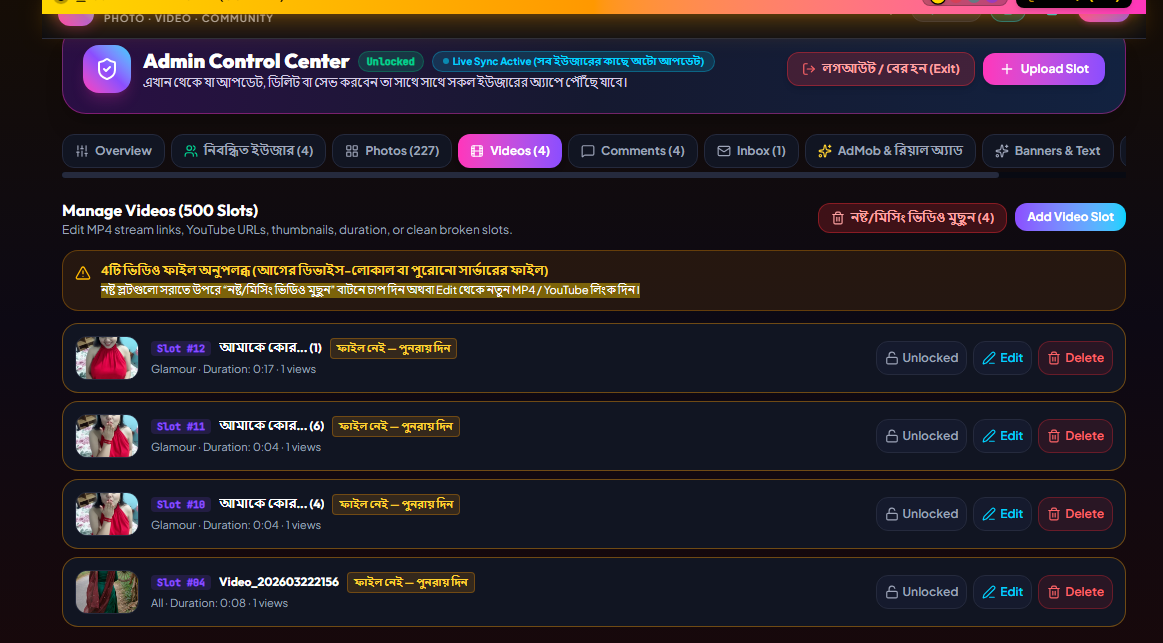 PHOTO · VIDEO · COMMUNITY
Admin Control Center
Unlocked
Live Sync Active (সব ইউজারের কাছে অটো আপডেট)
এখান থেকে যা আপডেট, ডিলিট বা সেভ করবেন তা সাথে সাথে সকল ইউজারের অ্যাপে পৌঁছে যাবে।
লগআউট / বের হন (Exit)
Upload Slot
Overview
নিবন্ধিত ইউজার (4)
Photos (227)
Videos (4)
Comments (4)
Inbox (1)
AdMob & রিয়াল অ্যাড
Banners & Text
Manage Videos (500 Slots)
Edit MP4 stream links, YouTube URLs, thumbnails, duration, or clean broken slots.
নষ্ট/মিসিং ভিডিও মুছুন (4)
Add Video Slot
4টি ভিডিও ফাইল অনুপলব্ধ (আগের ডিভাইস-লোকাল বা পুরোনো সার্ভারের ফাইল)
নষ্ট স্লটগুলো সরাতে উপরে "নষ্ট/মিসিং ভিডিও মুছুন" বাটনে চাপ দিন অথবা Edit থেকে নতুন MP4 / YouTube লিংক দিন।
Slot #12 আমাকে কোর... (1) ফাইল নেই — পুনরায় দিন
Glamour · Duration: 0:17 · 1 views
Unlocked Edit Delete
Slot #11 আমাকে কোর... (6) ফাইল নেই — পুনরায় দিন
Glamour · Duration: 0:04 · 1 views
Unlocked Edit Delete
Slot #10 আমাকে কোর... (4) ফাইল নেই — পুনরায় দিন
Glamour · Duration: 0:04 · 1 views
Unlocked Edit Delete
Slot #04 Video_202603222156 ফাইল নেই — পুনরায় দিন
All · Duration: 0:08 · 1 views
Unlocked Edit Delete